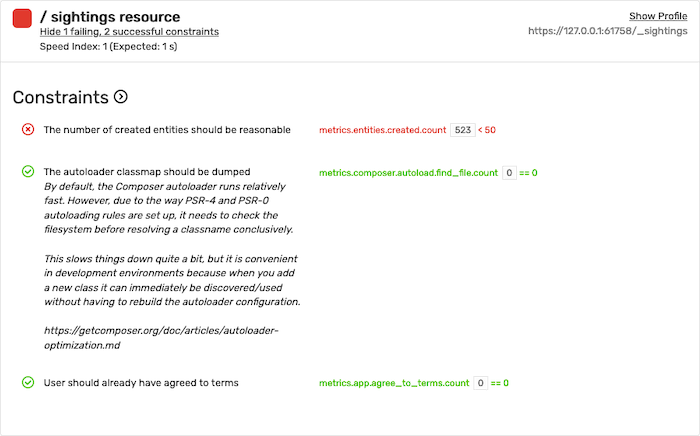 / sightings resource
Show Profile
Hide 1 failing, 2 successful constraints
https://127.0.0.1:61758/_sightings
Speed Index: 1 (Expected: 1 s)
Constraints
The number of created entities should be reasonable
metrics.entities.created.count 523 < 50
The autoloader classmap should be dumped
metrics.composer.autoload.find_file.count 0 == 0
By default, the Composer autoloader runs relatively
fast. However, due to the way PSR-4 and PSR-0
autoloading rules are set up, it needs to check the
filesystem before resolving a classname conclusively.
This slows things down quite a bit, but it is convenient
in development environments because when you add
a new class it can immediately be discovered/used
without having to rebuild the autoloader configuration.
https://getcomposer.org/doc/articles/autoloader-
optimization.md
User should already have agreed to terms
metrics.app.agree_to_terms.count 0 == 0